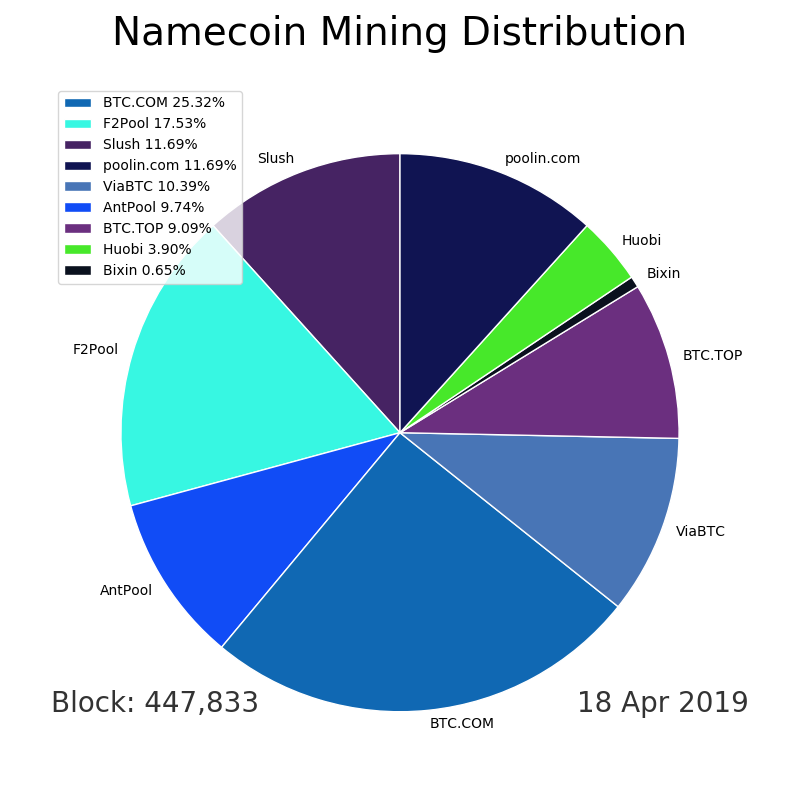 Namecoin Mining Distribution
BTC.COM 25.32%
F2Pool 17.53%
Slush 11.69%
poolin.com 11.69%
ViaBTC 10.39%
AntPool 9.74%
BTC.TOP 9.09%
Huobi 3.90%
Bixin 0.65%
Slush
poolin.com
Huobi
Bixin
F2Pool
BTC.TOP
ViaBTC
AntPool
BTC.COM
Block: 447,833
18 Apr 2019